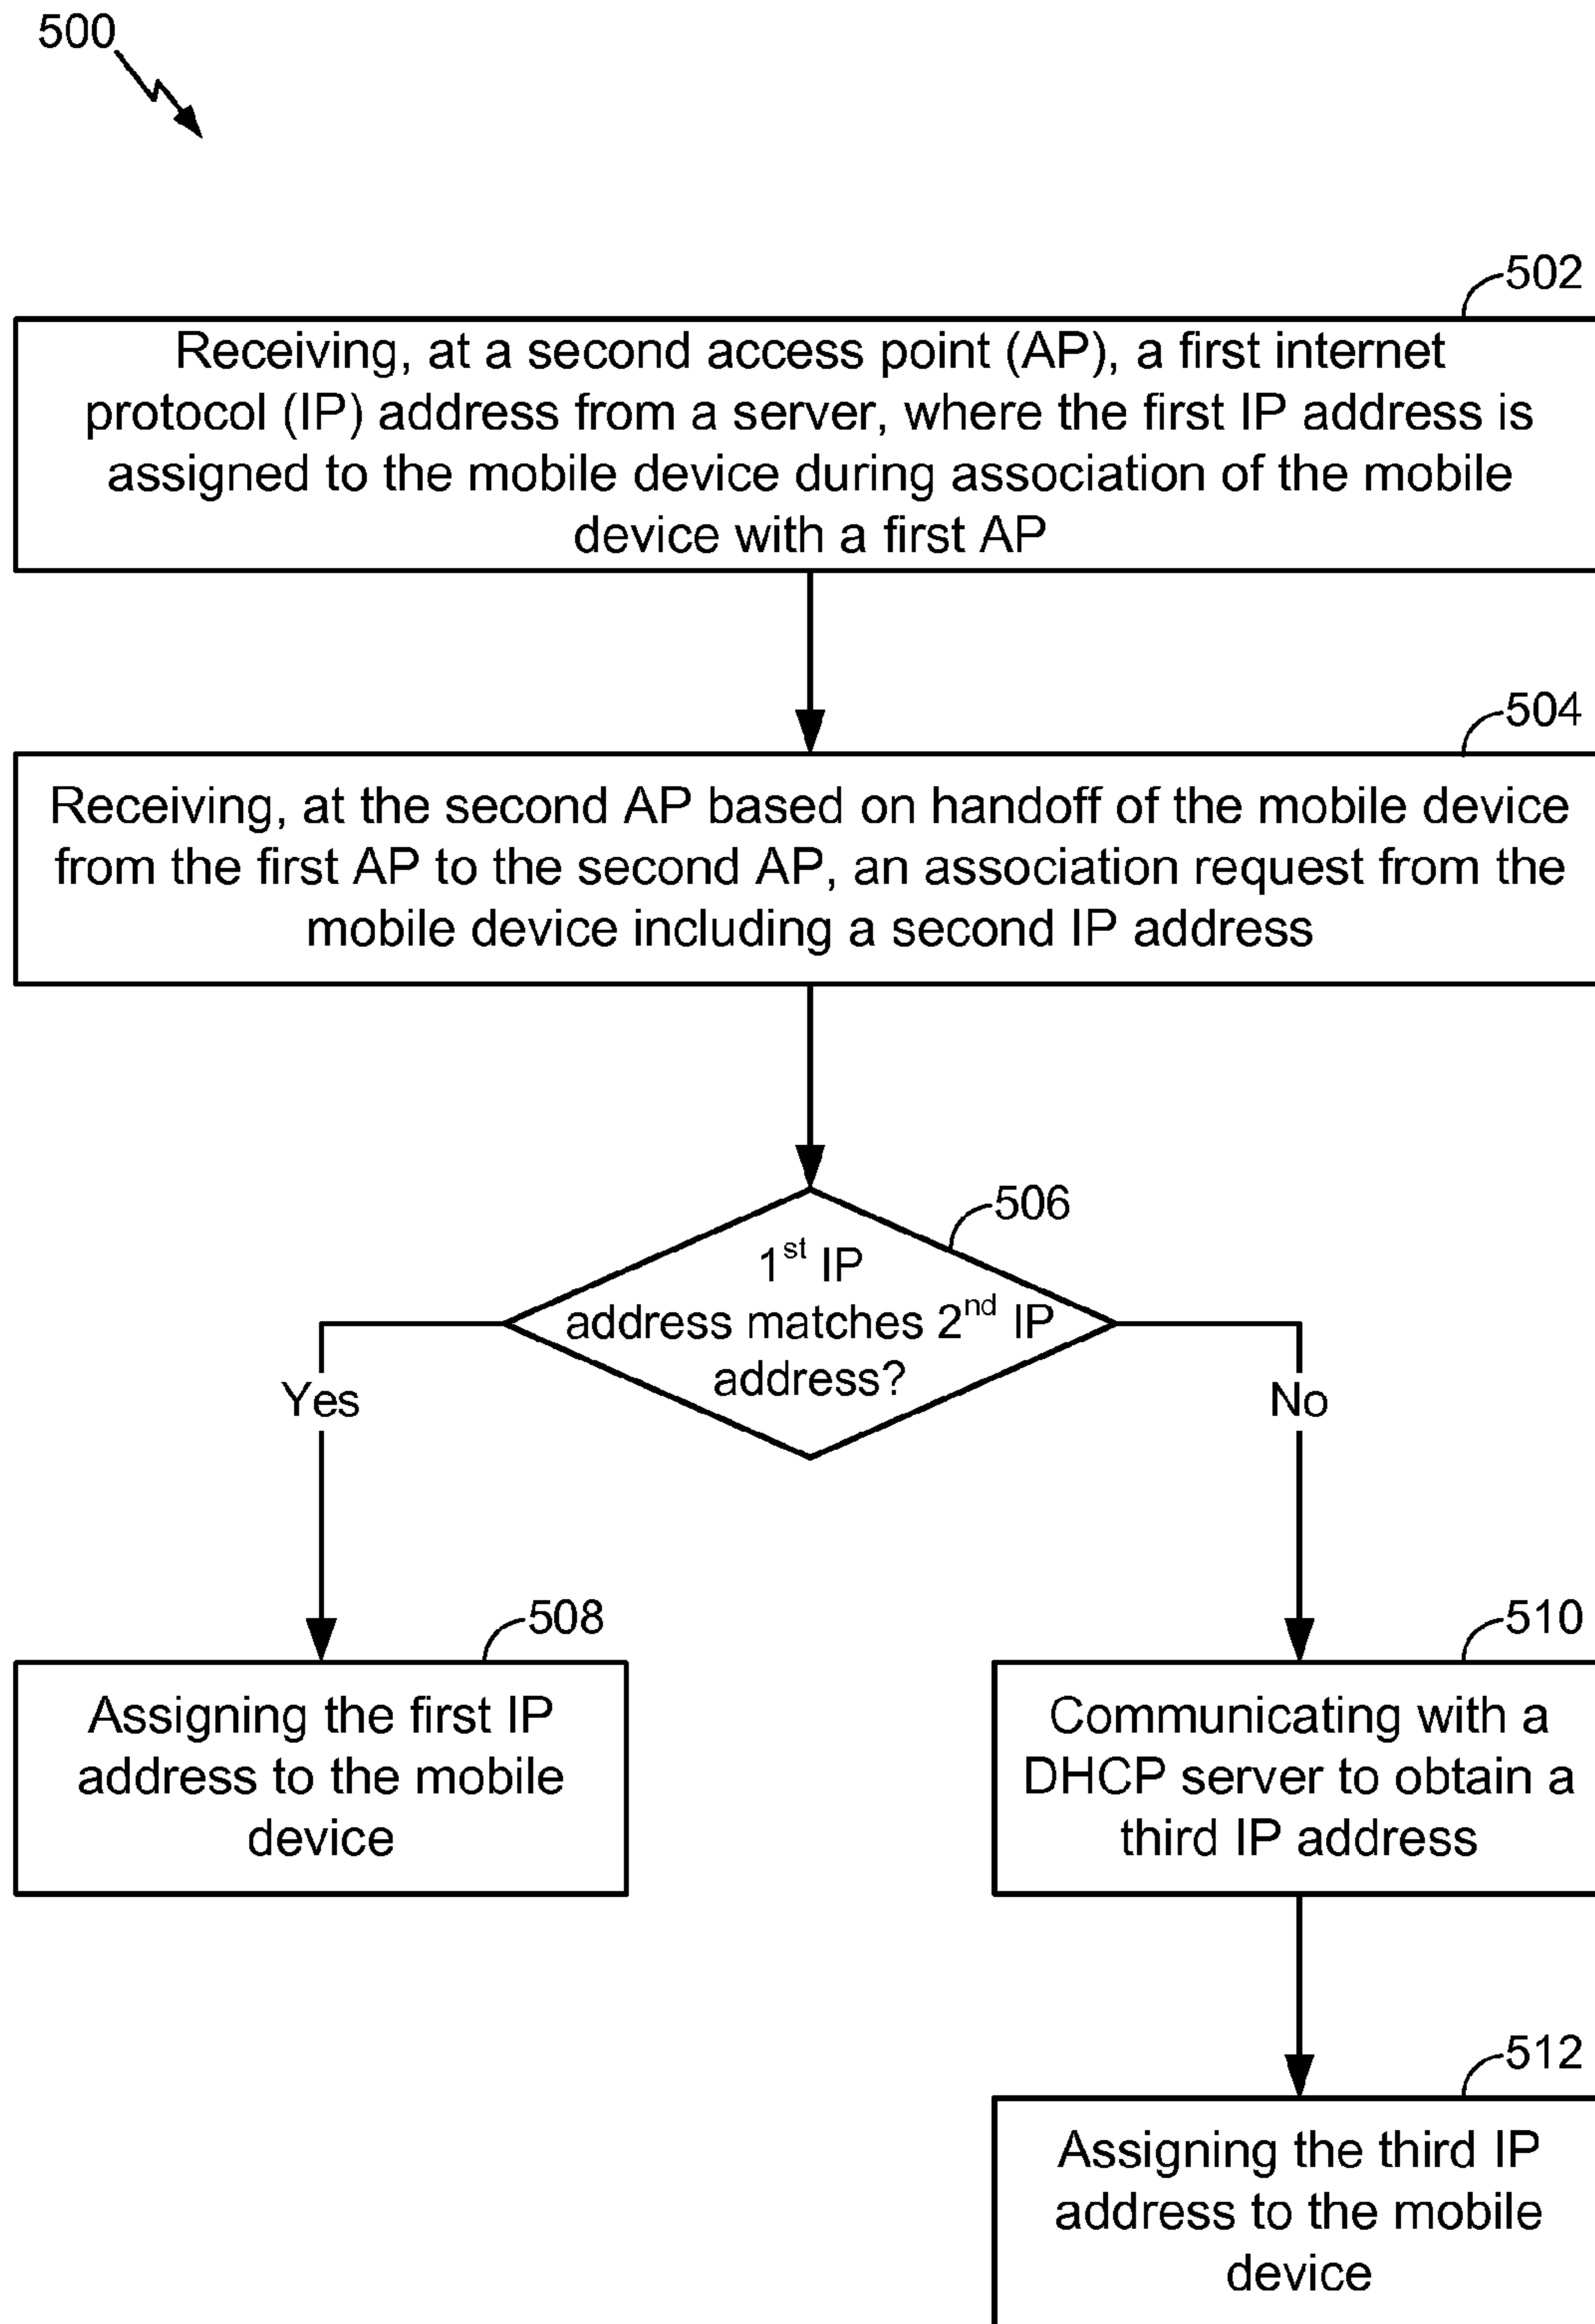 500
502
Receiving, at a second access point (AP), a first internet
protocol (IP) address from a server, where the first IP address is
assigned to the mobile device during association of the mobile
device with a first AP
504
Receiving, at the second AP based on handoff of the mobile device
from the first AP to the second AP, an association request from the
mobile device including a second IP address
506
1st IP
address matches 2nd IP
address?
Yes
No
508
Assigning the first IP
address to the mobile
device
510
Communicating with a
DHCP server to obtain a
third IP address
512
Assigning the third IP
address to the mobile
device